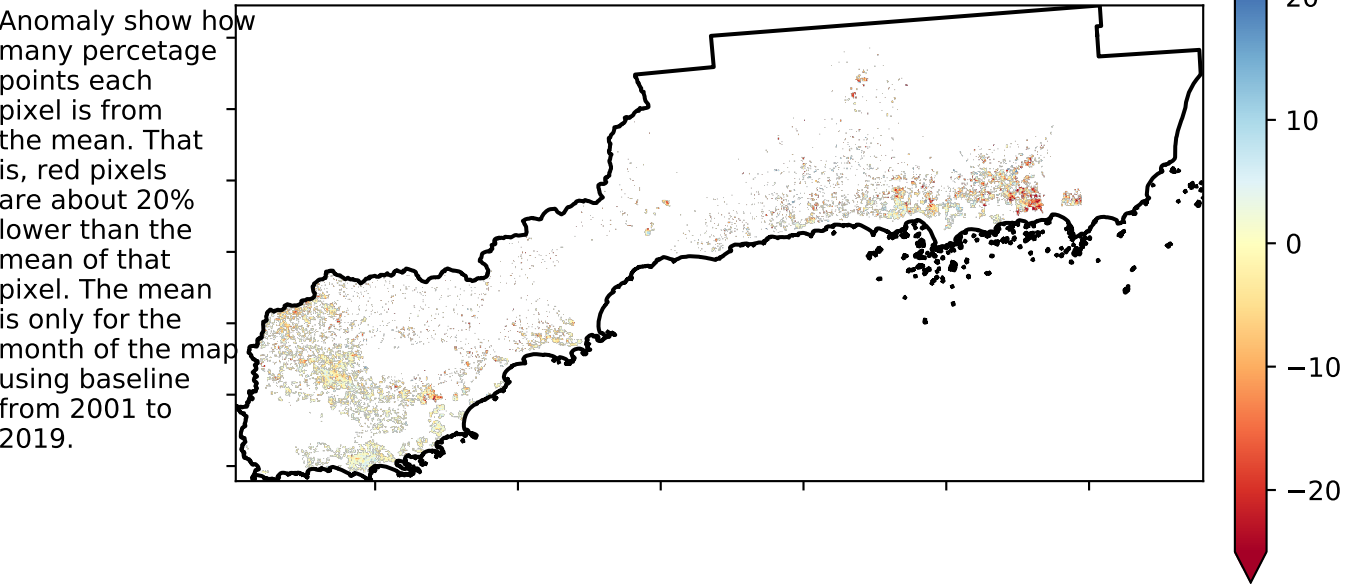 Anomaly show how
many percetage
points each
pixel is from
the mean. That
is, red pixels
are about 20%
lower than the
mean of that
pixel. The mean
is only for the
month of the map
using baseline
from 2001 to
2019.
20
10
0
−10
−20